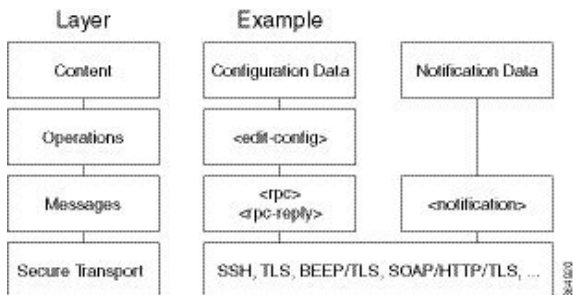 Layer Example
Content Configuration Data Notification Data
Operations <edit-config>
Messages <rpc> <notification>
<rpc-reply>
Secure Transport SSH, TLS, BEEP/TLS, SOAP/HTTP/TLS, ...